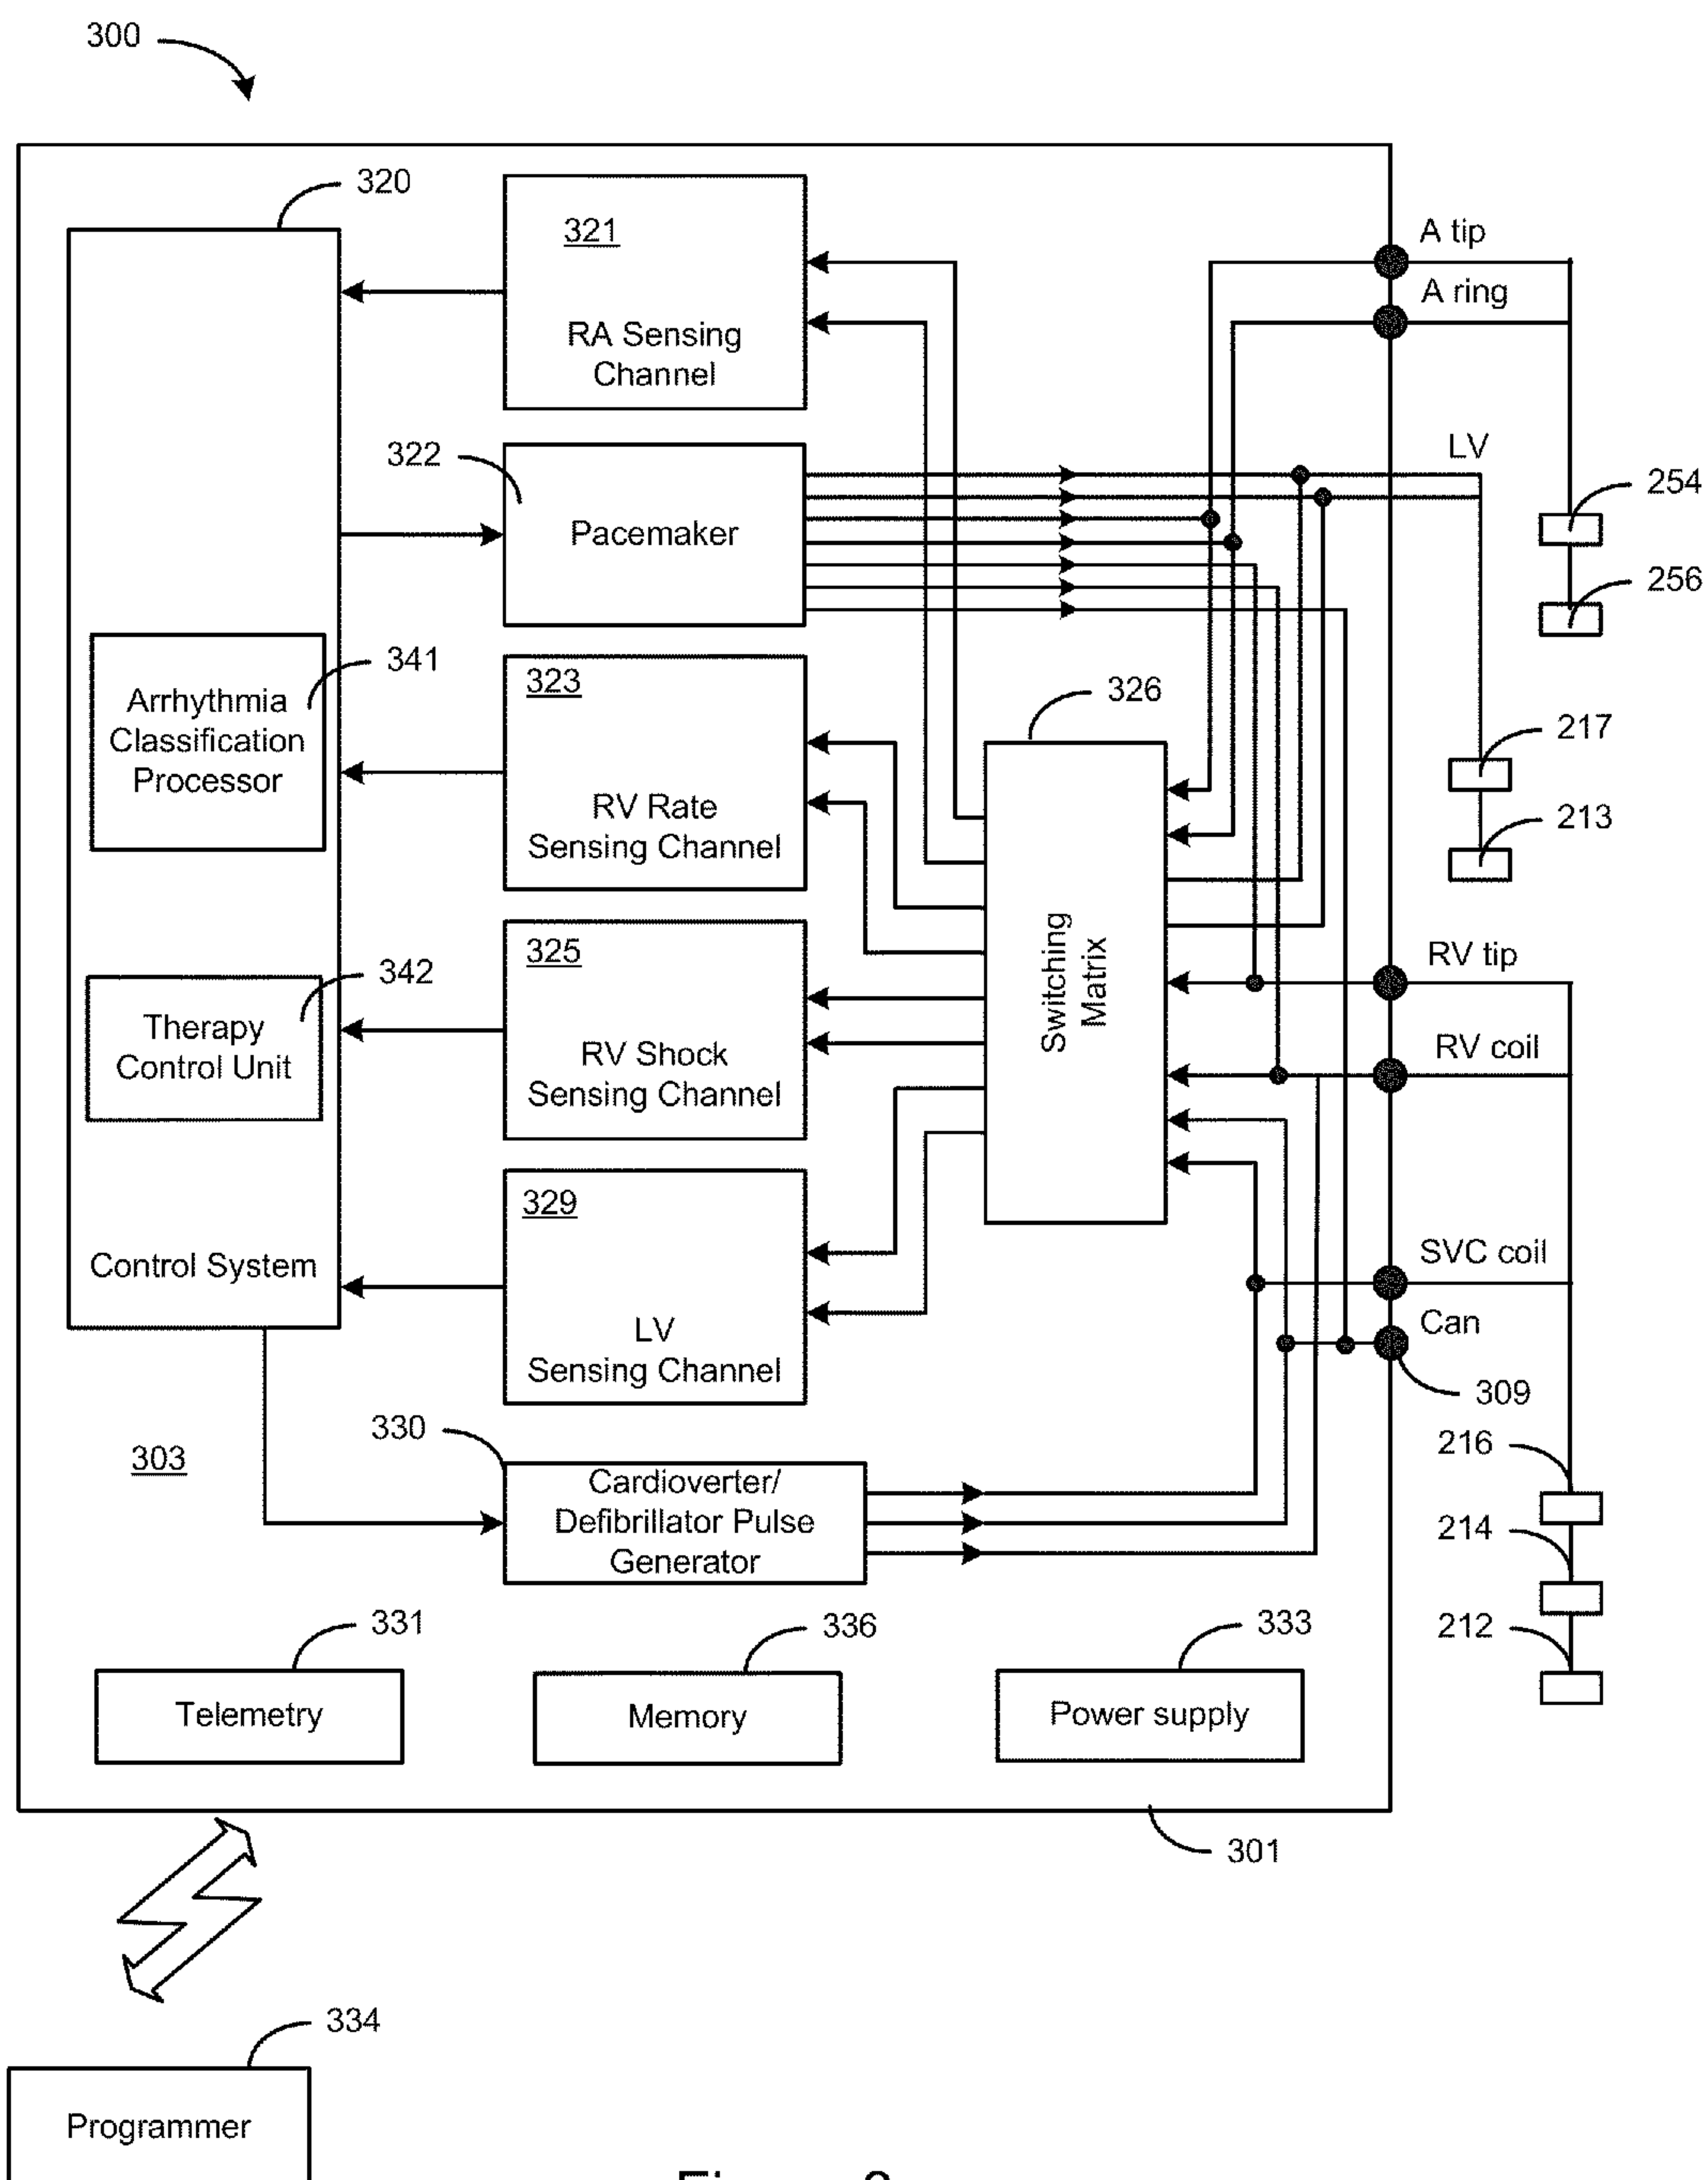 300
320
321
RA Sensing
Channel
A tip
A ring
322
Pacemaker
LV
254
256
341
Arrhythmia
Classification
Processor
323
RV Rate
Sensing Channel
326
Switching
Matrix
217
213
342
Therapy
Control Unit
325
RV Shock
Sensing Channel
RV tip
RV coil
Control System
329
LV
Sensing Channel
SVC coil
Can
309
303
330
Cardioverter/
Defibrillator Pulse
Generator
216
214
212
331
Telemetry
336
Memory
333
Power supply
301
334
Programmer